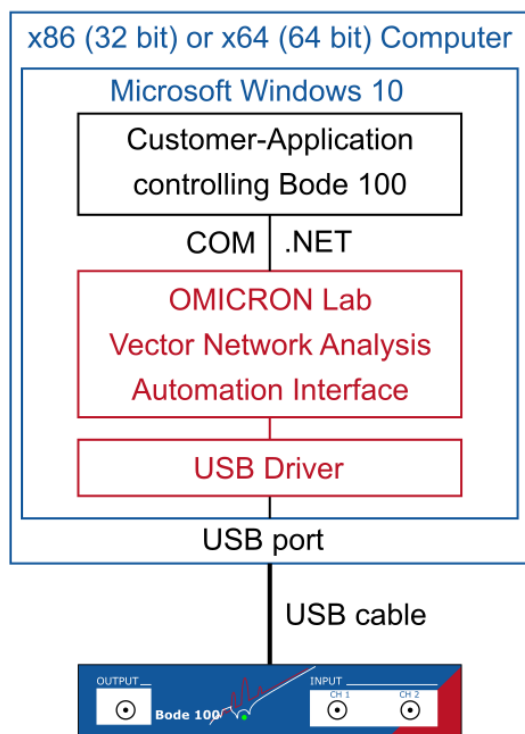 x86 (32 bit) or x64 (64 bit) Computer
Microsoft Windows 10
Customer-Application
controlling Bode 100
COM .NET
OMICRON Lab
Vector Network Analysis
Automation Interface
USB Driver
USB port
USB cable
OUTPUT INPUT
CH 1 CH 2
Bode 100